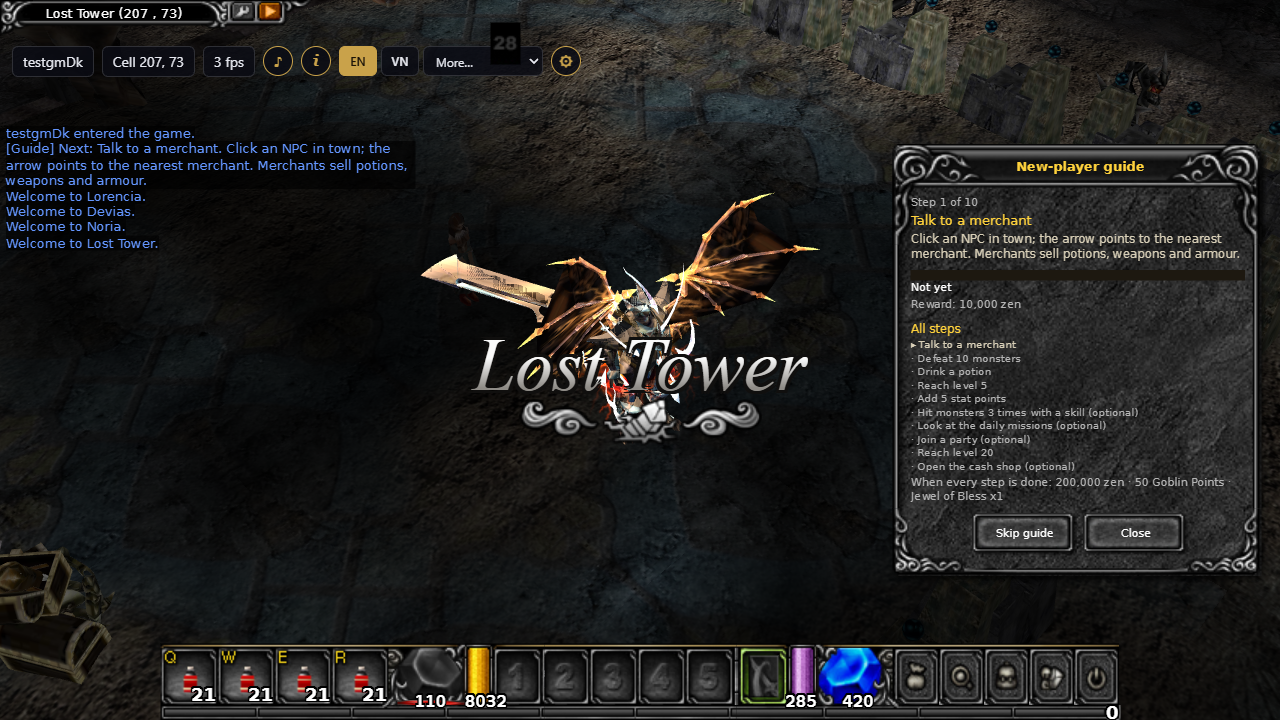 Lost Tower (207 , 73)
testgmDk
Cell 207, 73
3 fps
i
EN
VN
More...
28
testgmDk entered the game.
[Guide] Next: Talk to a merchant. Click an NPC in town; the
arrow points to the nearest merchant. Merchants sell potions,
weapons and armour.
Welcome to Lorencia.
Welcome to Devias.
Welcome to Noria.
Welcome to Lost Tower.
Lost Tower
New-player guide
Step 1 of 10
Talk to a merchant
Click an NPC in town; the arrow points to the nearest
merchant. Merchants sell potions, weapons and armour.
Not yet
Reward: 10,000 zen
All steps
▸ Talk to a merchant
· Defeat 10 monsters
· Drink a potion
· Reach level 5
· Add 5 stat points
· Hit monsters 3 times with a skill (optional)
· Look at the daily missions (optional)
· Join a party (optional)
· Reach level 20
· Open the cash shop (optional)
When every step is done: 200,000 zen · 50 Goblin Points ·
Jewel of Bless x1
Skip guide
Close
Q
W
E
R
21
21
21
21
110
8032
1
2
3
4
5
285
420
0